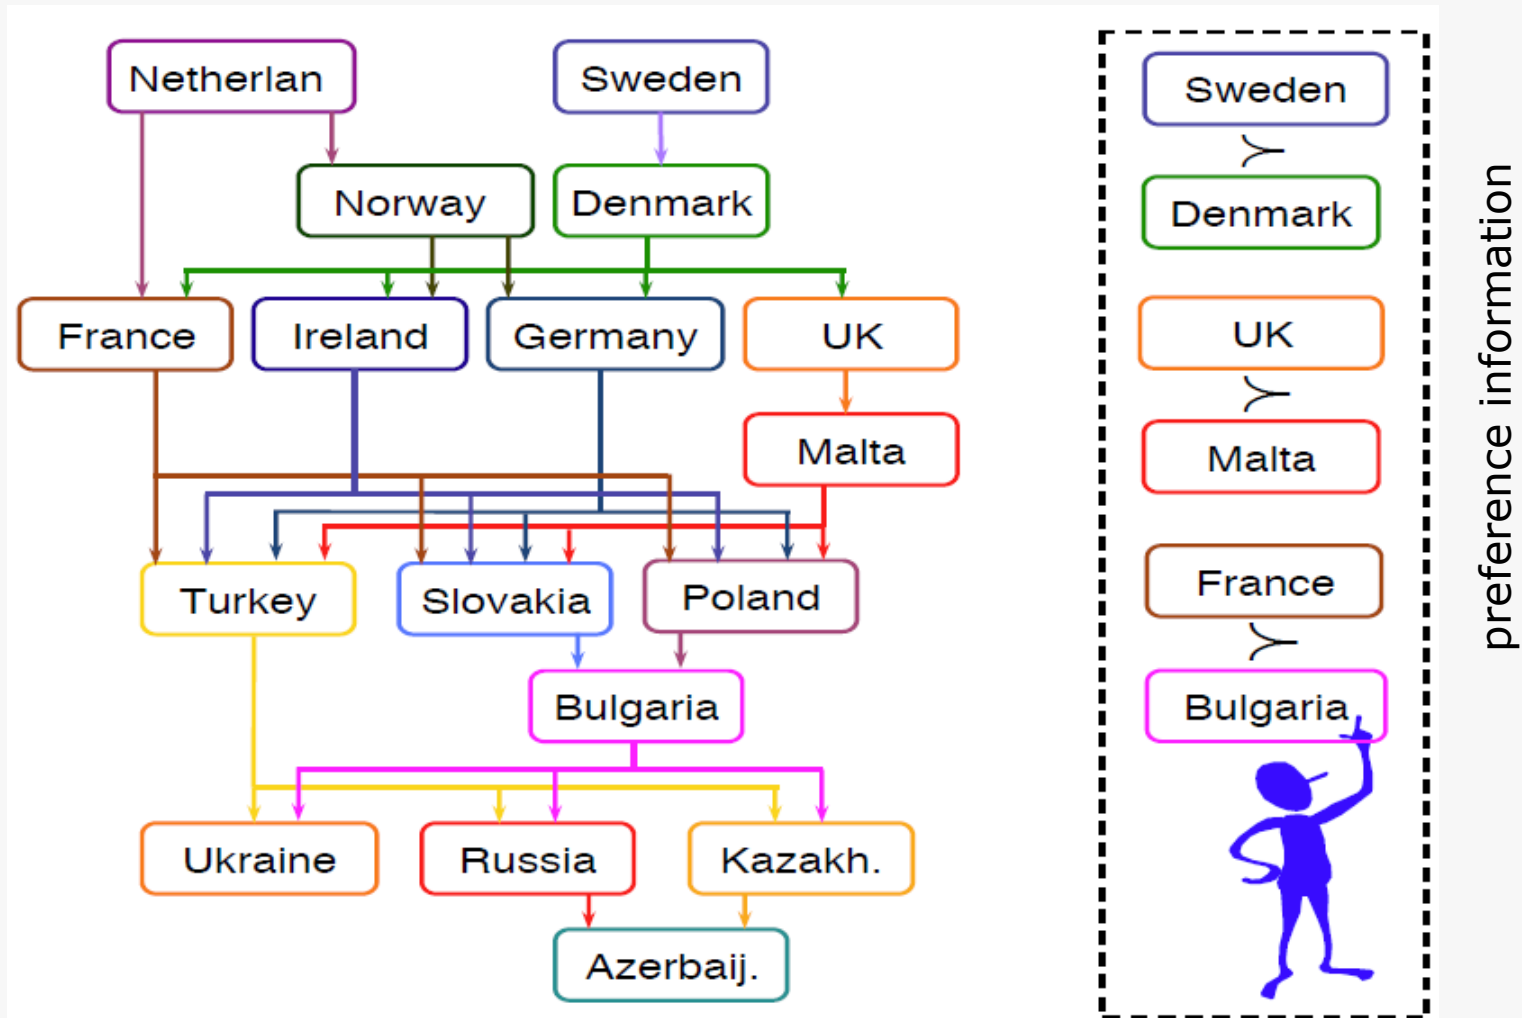 Netherlan
Sweden
Norway
Denmark
France
Ireland
Germany
UK
Malta
Turkey
Slovakia
Poland
Bulgaria
Ukraine
Russia
Kazakh.
Azerbaij.
Sweden
≻
Denmark
UK
≻
Malta
France
≻
Bulgaria
preference information